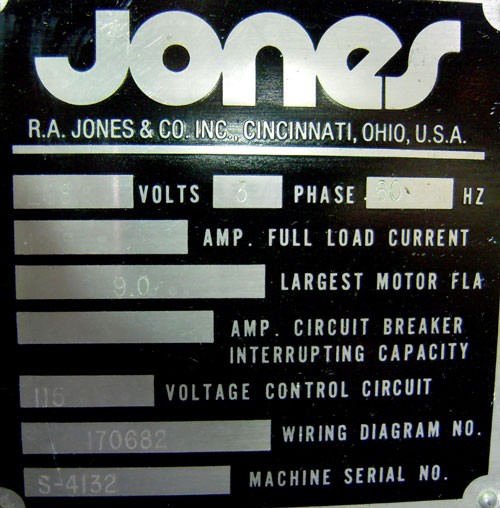 Jones
R.A. JONES & CO. INC., CINCINNATI, OHIO, U.S.A.
VOLTS 3 PHASE 60 HZ
AMP. FULL LOAD CURRENT
9.0 LARGEST MOTOR FLA
AMP. CIRCUIT BREAKER
INTERRUPTING CAPACITY
115 VOLTAGE CONTROL CIRCUIT
170682 WIRING DIAGRAM NO.
S-4132 MACHINE SERIAL NO.